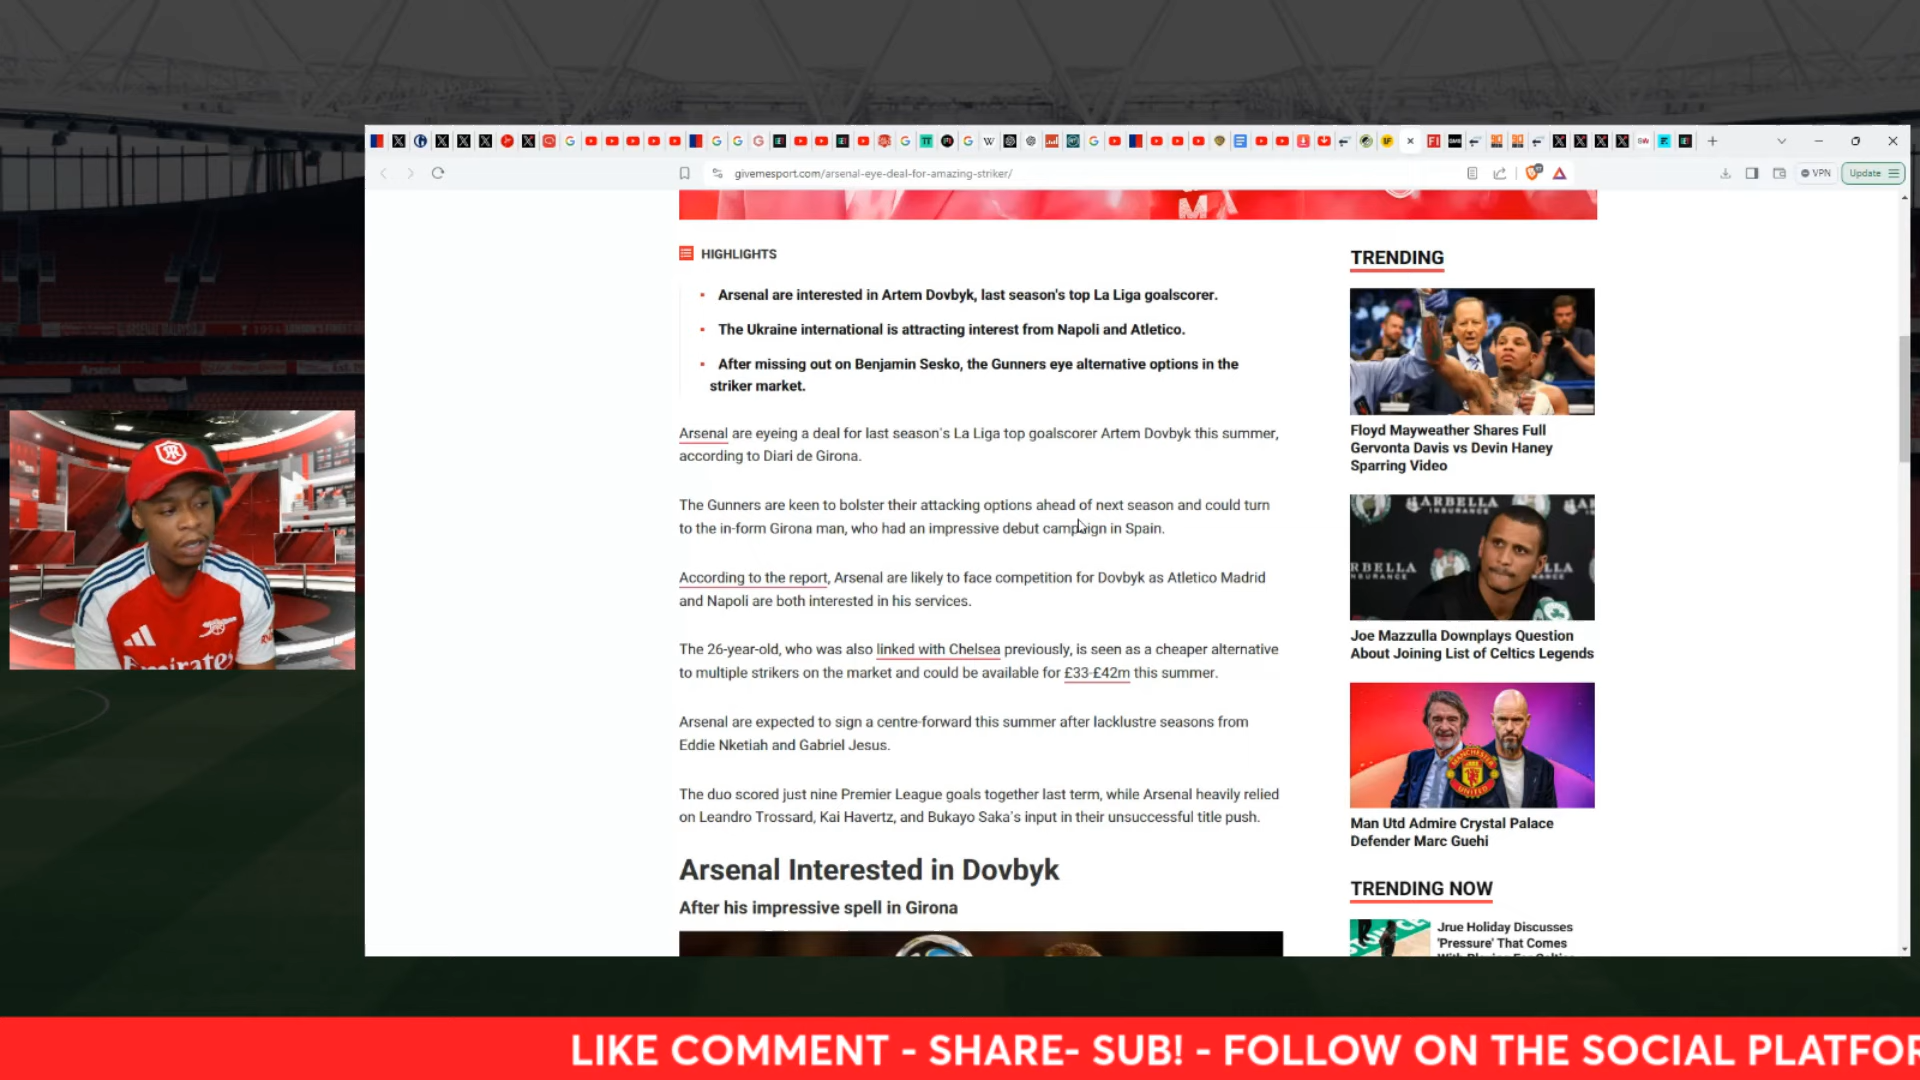 givemesport.com/arsenal-eye-deal-for-amazing-striker/
VPN
Update
HIGHLIGHTS
Arsenal are interested in Artem Dovbyk, last season's top La Liga goalscorer.
The Ukraine international is attracting interest from Napoli and Atletico.
After missing out on Benjamin Sesko, the Gunners eye alternative options in the
striker market.
Arsenal are eyeing a deal for last season's La Liga top goalscorer Artem Dovbyk this summer,
according to Diari de Girona.
The Gunners are keen to bolster their attacking options ahead of next season and could turn
to the in-form Girona man, who had an impressive debut campaign in Spain.
According to the report, Arsenal are likely to face competition for Dovbyk as Atletico Madrid
and Napoli are both interested in his services.
The 26-year-old, who was also linked with Chelsea previously, is seen as a cheaper alternative
to multiple strikers on the market and could be available for £33-£42m this summer.
Arsenal are expected to sign a centre-forward this summer after lacklustre seasons from
Eddie Nketiah and Gabriel Jesus.
The duo scored just nine Premier League goals together last term, while Arsenal heavily relied
on Leandro Trossard, Kai Havertz, and Bukayo Saka's input in their unsuccessful title push.
Arsenal Interested in Dovbyk
After his impressive spell in Girona
TRENDING
Floyd Mayweather Shares Full
Gervonta Davis vs Devin Haney
Sparring Video
ARBELLA
INSURANCE
RBELLA
INSURANCE
Joe Mazzulla Downplays Question
About Joining List of Celtics Legends
MANCHESTER
UNITED
Man Utd Admire Crystal Palace
Defender Marc Guehi
TRENDING NOW
Jrue Holiday Discusses
'Pressure' That Comes
Arsenal
Emirates
LIKE COMMENT - SHARE- SUB! - FOLLOW ON THE SOCIAL PLATFOR